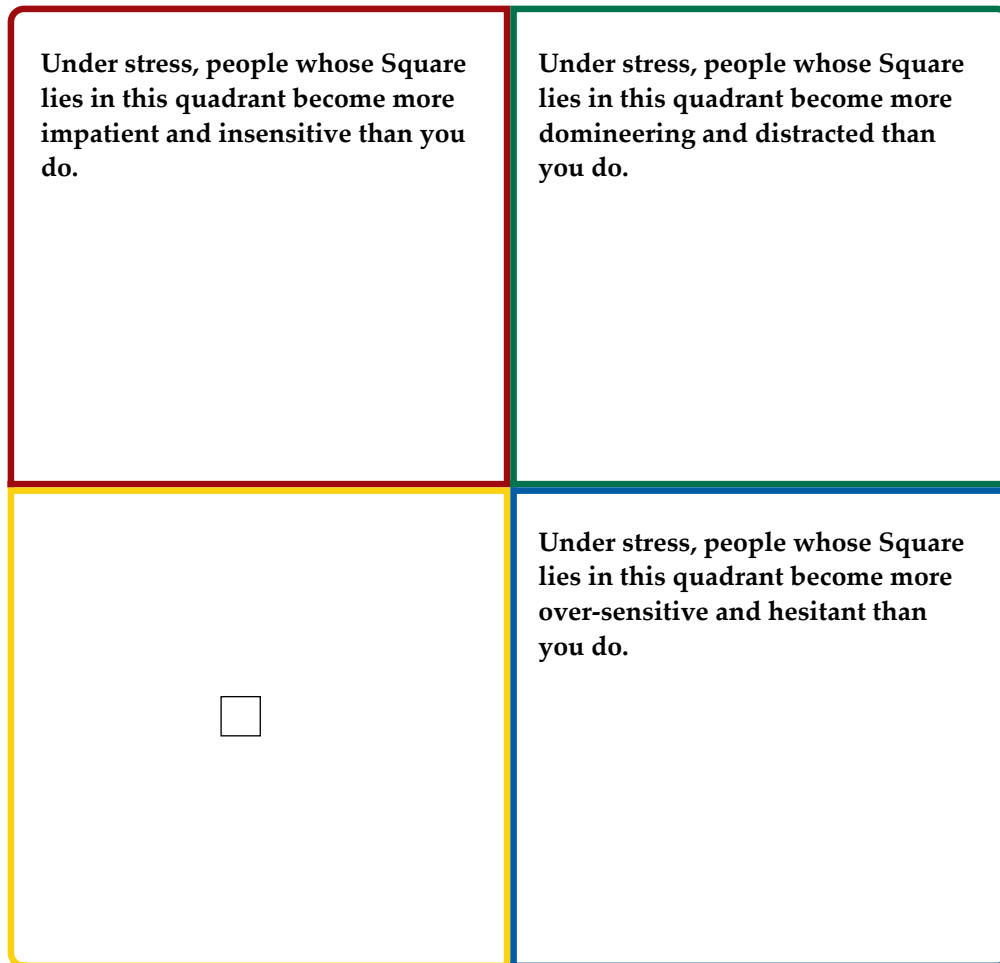 Under stress, people whose Square
lies in this quadrant become more
impatient and insensitive than you
do.
Under stress, people whose Square
lies in this quadrant become more
domineering and distracted than
you do.
Under stress, people whose Square
lies in this quadrant become more
over-sensitive and hesitant than
you do.